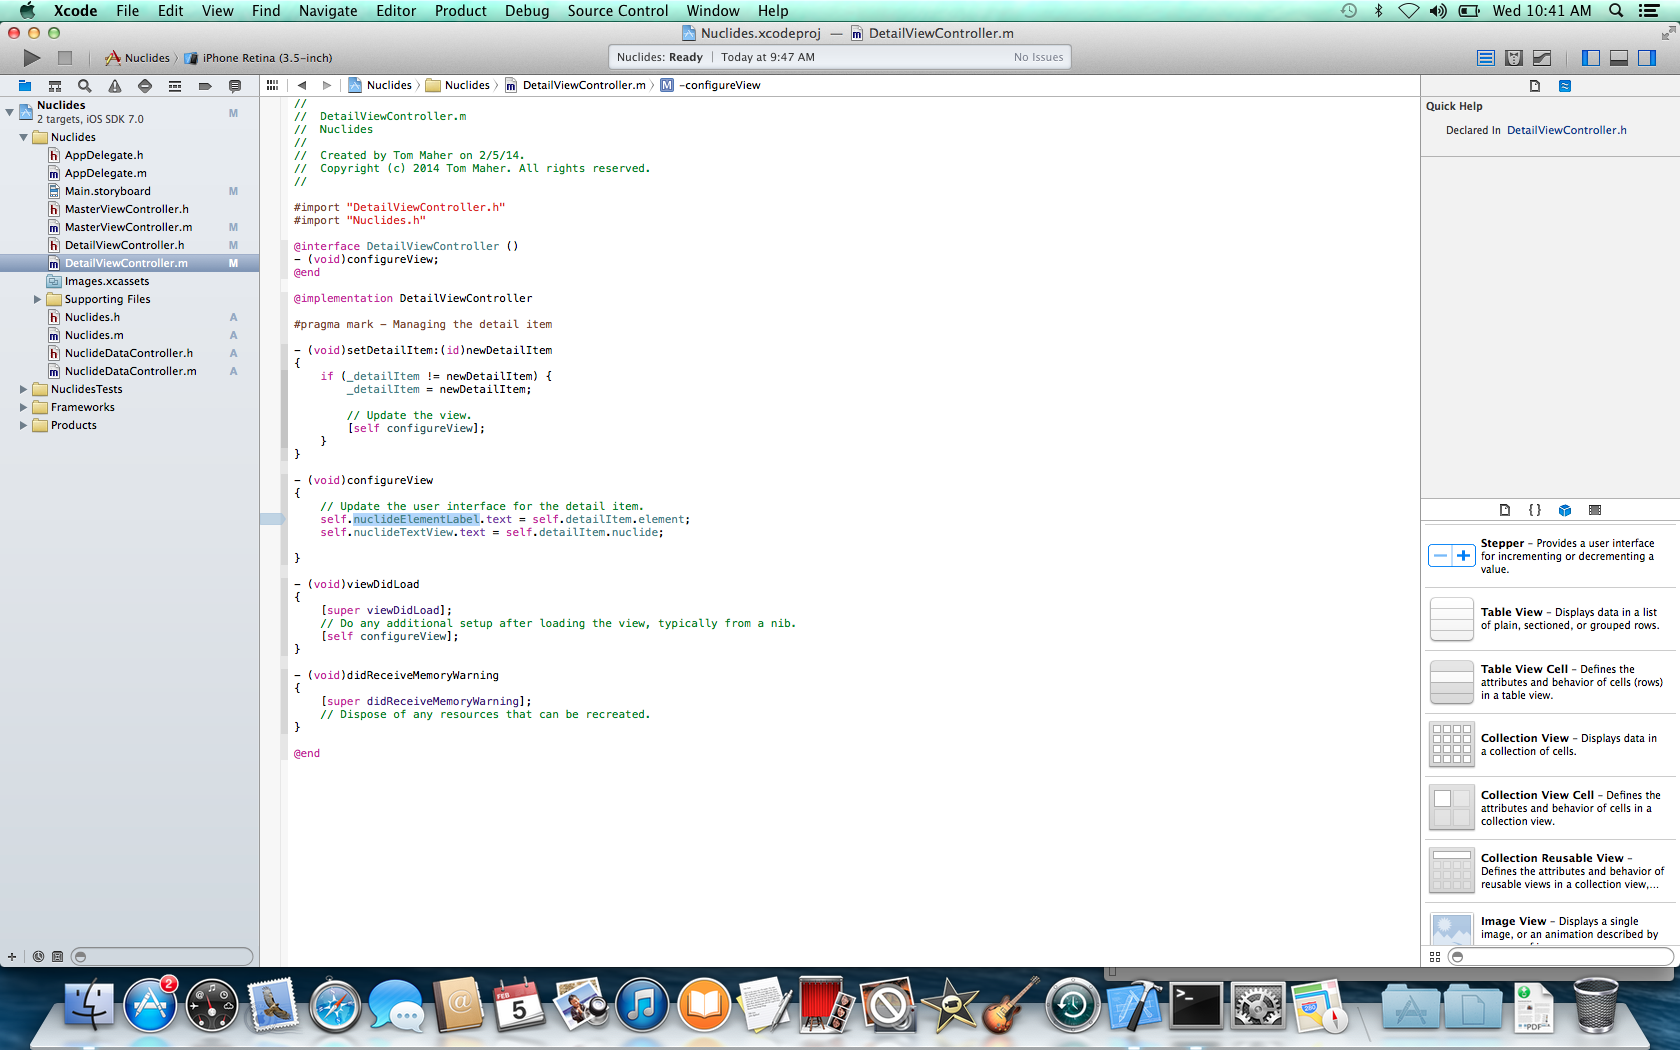 Xcode File Edit View Find Navigate Editor Product Debug Source Control Window Help Wed 10:41 AM
Nuclides.xcodeproj — DetailViewController.m
Nuclides iPhone Retina (3.5-inch)
Nuclides: Ready Today at 9:47 AM No Issues
Nuclides Nuclides DetailViewController.m M -configureView
Nuclides M
2 targets, iOS SDK 7.0
Nuclides
h AppDelegate.h
m AppDelegate.m
Main.storyboard M
h MasterViewController.h
m MasterViewController.m M
h DetailViewController.h M
m DetailViewController.m M
Images.xcassets
Supporting Files
h Nuclides.h A
m Nuclides.m A
h NuclideDataController.h A
m NuclideDataController.m A
NuclidesTests
Frameworks
Products
//
// DetailViewController.m
// Nuclides
//
// Created by Tom Maher on 2/5/14.
// Copyright (c) 2014 Tom Maher. All rights reserved.
//
#import "DetailViewController.h"
#import "Nuclides.h"
@interface DetailViewController ()
- (void)configureView;
@end
@implementation DetailViewController
#pragma mark - Managing the detail item
- (void)setDetailItem:(id)newDetailItem
{
if (_detailItem != newDetailItem) {
_detailItem = newDetailItem;
// Update the view.
[self configureView];
}
}
- (void)configureView
{
// Update the user interface for the detail item.
self.nuclideElementLabel.text = self.detailItem.element;
self.nuclideTextView.text = self.detailItem.nuclide;
}
- (void)viewDidLoad
{
[super viewDidLoad];
// Do any additional setup after loading the view, typically from a nib.
[self configureView];
}
- (void)didReceiveMemoryWarning
{
[super didReceiveMemoryWarning];
// Dispose of any resources that can be recreated.
}
@end
Quick Help
Declared In DetailViewController.h
{ }
Stepper - Provides a user interface
for incrementing or decrementing a
value.
Table View - Displays data in a list
of plain, sectioned, or grouped rows.
Table View Cell - Defines the
attributes and behavior of cells (rows)
in a table view.
Collection View - Displays data in
a collection of cells.
Collection View Cell - Defines the
attributes and behavior of cells in a
collection view.
Collection Reusable View -
Defines the attributes and behavior of
reusable views in a collection view,...
Image View - Displays a single
image, or an animation described by
2
FEB
5
>_
PDF